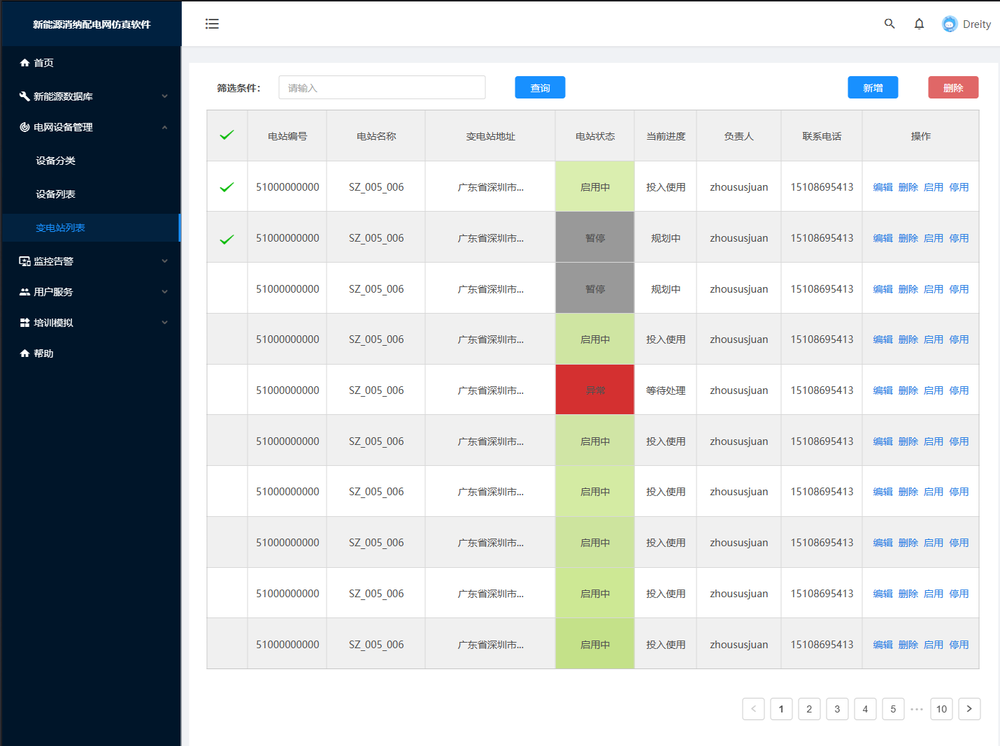 新能源消纳配电网仿真软件
Dreity
首页
新能源数据库
电网设备管理
设备分类
设备列表
变电站列表
监控告警
用户服务
培训模拟
帮助
筛选条件： 请输入 查询 新增 删除
电站编号 电站名称 变电站地址 电站状态 当前进度 负责人 联系电话 操作
51000000000 SZ_005_006 广东省深圳市... 启用中 投入使用 zhoususjuan 15108695413 编辑 删除 启用 停用
51000000000 SZ_005_006 广东省深圳市... 暂停 规划中 zhoususjuan 15108695413 编辑 删除 启用 停用
51000000000 SZ_005_006 广东省深圳市... 暂停 规划中 zhoususjuan 15108695413 编辑 删除 启用 停用
51000000000 SZ_005_006 广东省深圳市... 启用中 投入使用 zhoususjuan 15108695413 编辑 删除 启用 停用
51000000000 SZ_005_006 广东省深圳市... 异常 等待处理 zhoususjuan 15108695413 编辑 删除 启用 停用
51000000000 SZ_005_006 广东省深圳市... 启用中 投入使用 zhoususjuan 15108695413 编辑 删除 启用 停用
51000000000 SZ_005_006 广东省深圳市... 启用中 投入使用 zhoususjuan 15108695413 编辑 删除 启用 停用
51000000000 SZ_005_006 广东省深圳市... 启用中 投入使用 zhoususjuan 15108695413 编辑 删除 启用 停用
51000000000 SZ_005_006 广东省深圳市... 启用中 投入使用 zhoususjuan 15108695413 编辑 删除 启用 停用
51000000000 SZ_005_006 广东省深圳市... 启用中 投入使用 zhoususjuan 15108695413 编辑 删除 启用 停用
< 1 2 3 4 5 ••• 10 >